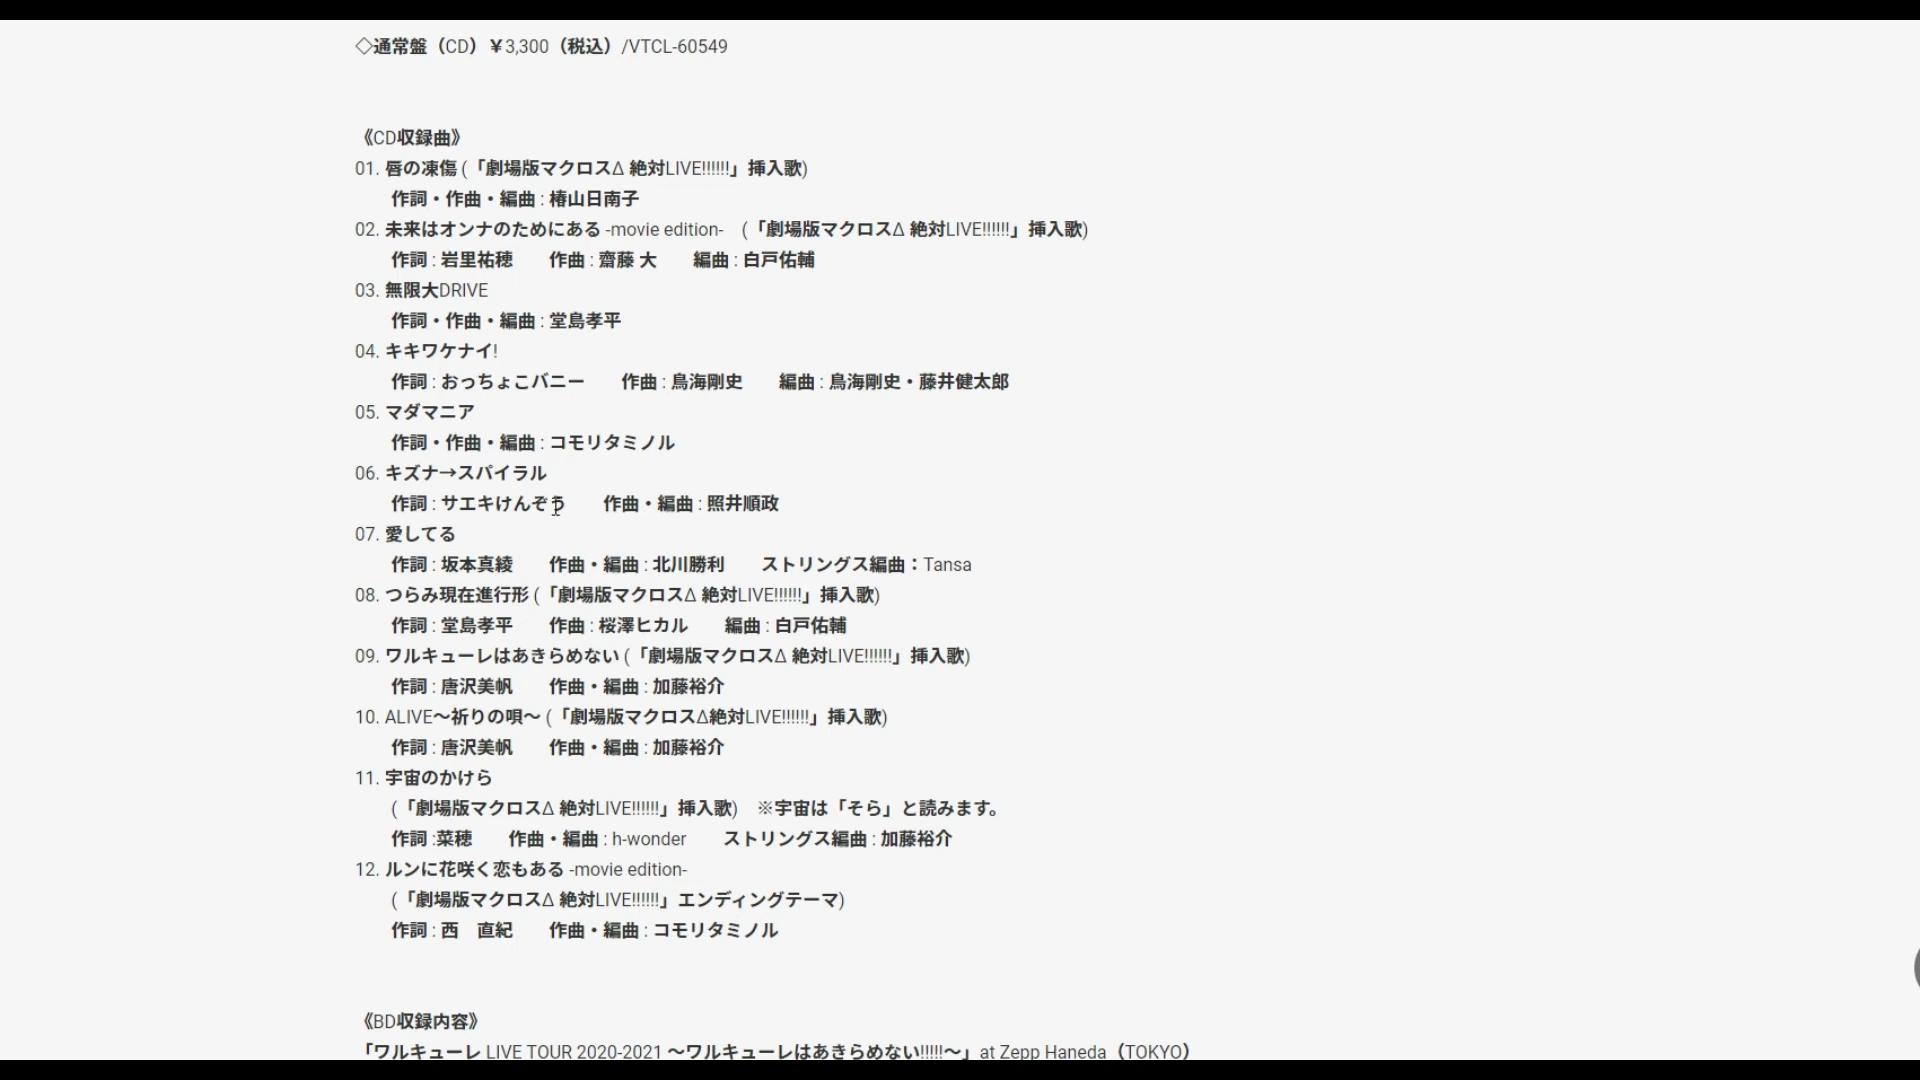 ◇通常盤（CD）￥3,300（税込）/VTCL-60549
《CD収録曲》
01. 唇の凍傷 (「劇場版マクロスΔ 絶対LIVE!!!!!!」挿入歌)
作詞・作曲・編曲 : 椿山日南子
02. 未来はオンナのためにある -movie edition-　(「劇場版マクロスΔ 絶対LIVE!!!!!!」挿入歌)
作詞 : 岩里祐穂　　作曲 : 齋藤 大　　編曲 : 白戸佑輔
03. 無限大DRIVE
作詞・作曲・編曲 : 堂島孝平
04. キキワケナイ!
作詞 : おっちょこバニー　　作曲 : 鳥海剛史　　編曲 : 鳥海剛史・藤井健太郎
05. マダマニア
作詞・作曲・編曲 : コモリタミノル
06. キズナ→スパイラル
作詞 : サエキけんぞう　　作曲・編曲 : 照井順政
07. 愛してる
作詞 : 坂本真綾　　作曲・編曲 : 北川勝利　　ストリングス編曲：Tansa
08. つらみ現在進行形 (「劇場版マクロスΔ 絶対LIVE!!!!!!」挿入歌)
作詞 : 堂島孝平　　作曲 : 桜澤ヒカル　　編曲 : 白戸佑輔
09. ワルキューレはあきらめない (「劇場版マクロスΔ 絶対LIVE!!!!!!」挿入歌)
作詞 : 唐沢美帆　　作曲・編曲 : 加藤裕介
10. ALIVE～祈りの唄～ (「劇場版マクロスΔ絶対LIVE!!!!!!」挿入歌)
作詞 : 唐沢美帆　　作曲・編曲 : 加藤裕介
11. 宇宙のかけら
(「劇場版マクロスΔ 絶対LIVE!!!!!!」挿入歌)　※宇宙は「そら」と読みます。
作詞 :菜穂　　作曲・編曲 : h-wonder　　ストリングス編曲 : 加藤裕介
12. ルンに花咲く恋もある -movie edition-
(「劇場版マクロスΔ 絶対LIVE!!!!!!」エンディングテーマ)
作詞 : 西　直紀　　作曲・編曲 : コモリタミノル
《BD収録内容》
「ワルキューレ LIVE TOUR 2020-2021 ～ワルキューレはあきらめない!!!!!～」at Zepp Haneda（TOKYO）